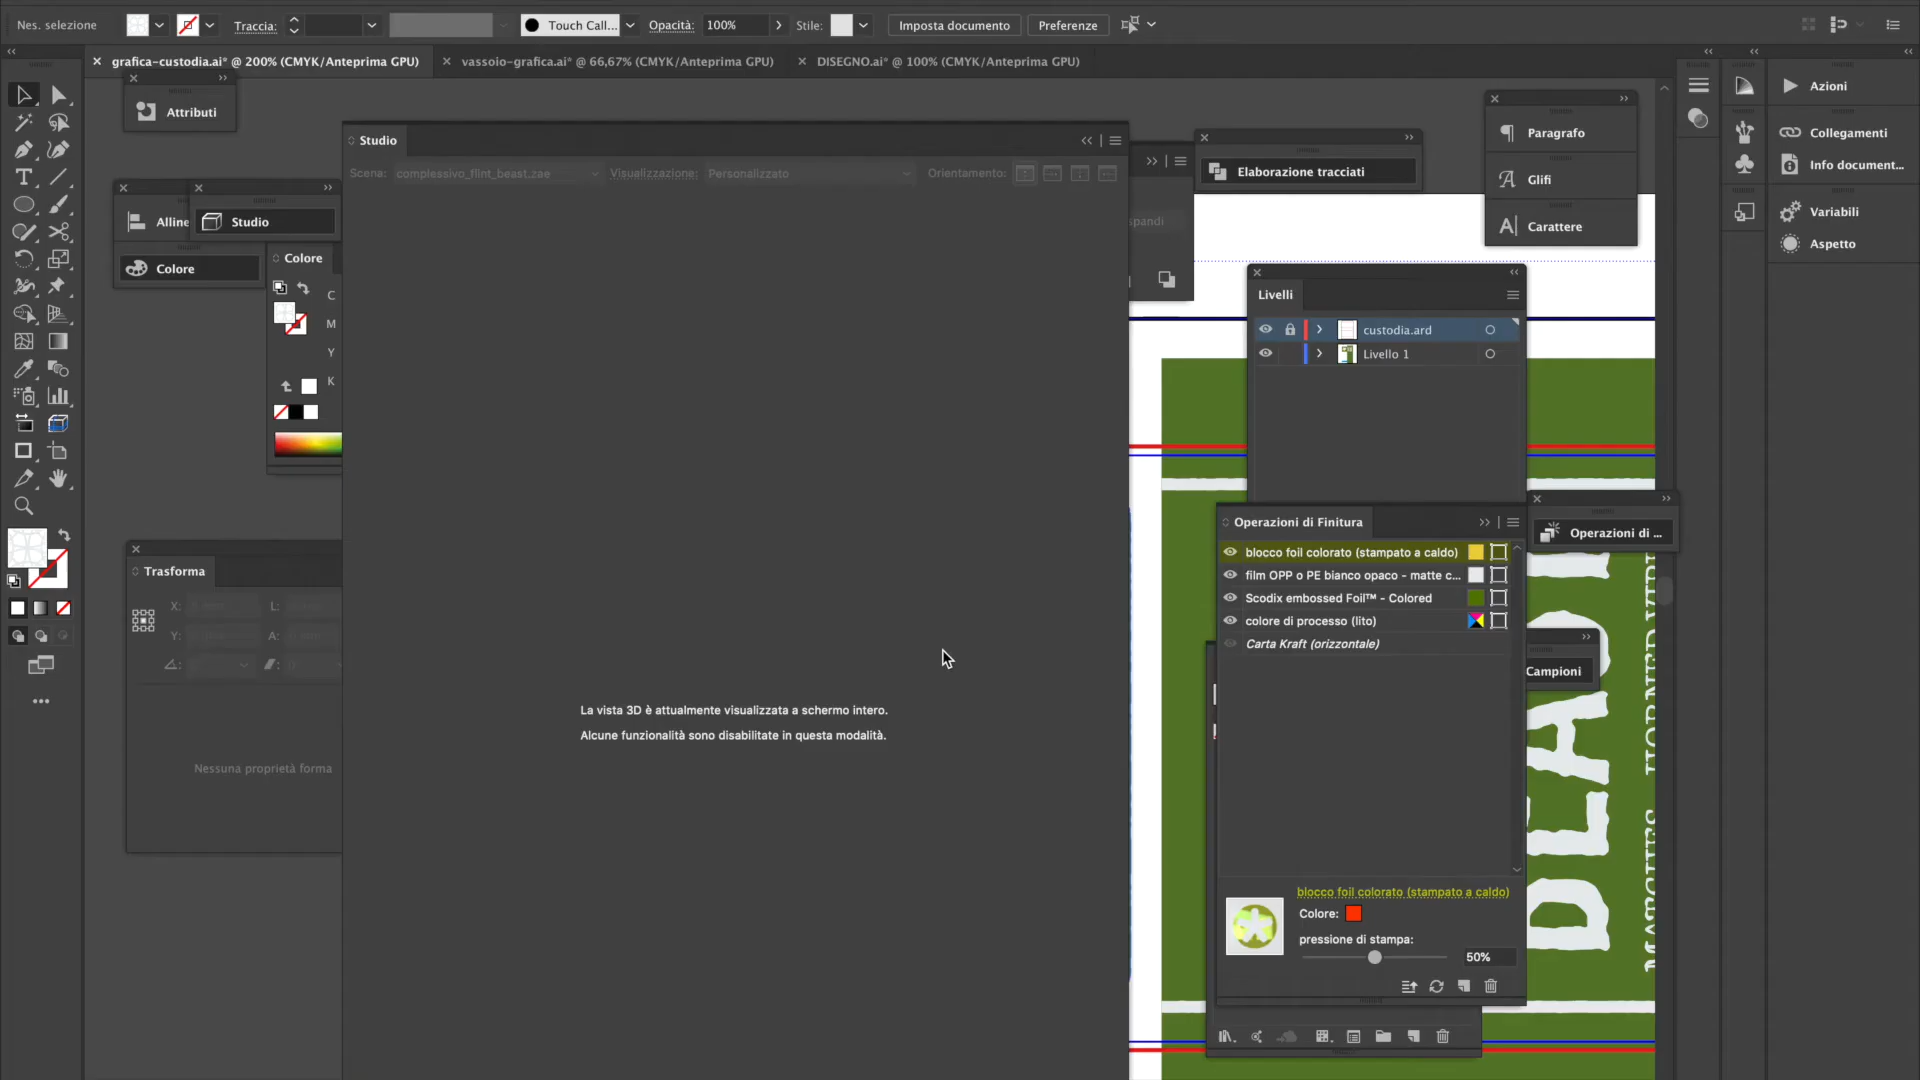 Nes. selezione
Traccia:
Touch Call...
Opacità:
100%
Stile:
Imposta documento
Preferenze
grafica-custodia.ai* @ 200% (CMYK/Anteprima GPU)
vassoio-grafica.ai* @ 66,67% (CMYK/Anteprima GPU)
DISEGNO.ai* @ 100% (CMYK/Anteprima GPU)
Attributi
Azioni
Collegamenti
Info document...
Variabili
Aspetto
Paragrafo
Glifi
Carattere
Studio
Scena:
complessivo_flint_beast.zae
Visualizzazione:
Personalizzato
Orientamento:
Elaborazione tracciati
spandi
Alline
Studio
Colore
Colore
C
M
Y
K
Livelli
custodia.ard
Livello 1
Trasforma
X:
L:
Y:
A:
Nessuna proprietà forma
La vista 3D è attualmente visualizzata a schermo intero.
Alcune funzionalità sono disabilitate in questa modalità.
Operazioni di Finitura
blocco foil colorato (stampato a caldo)
film OPP o PE bianco opaco - matte c...
Scodix embossed Foil™ - Colored
colore di processo (lito)
Carta Kraft (orizzontale)
Operazioni di ...
Campioni
blocco foil colorato (stampato a caldo)
Colore:
pressione di stampa:
50%